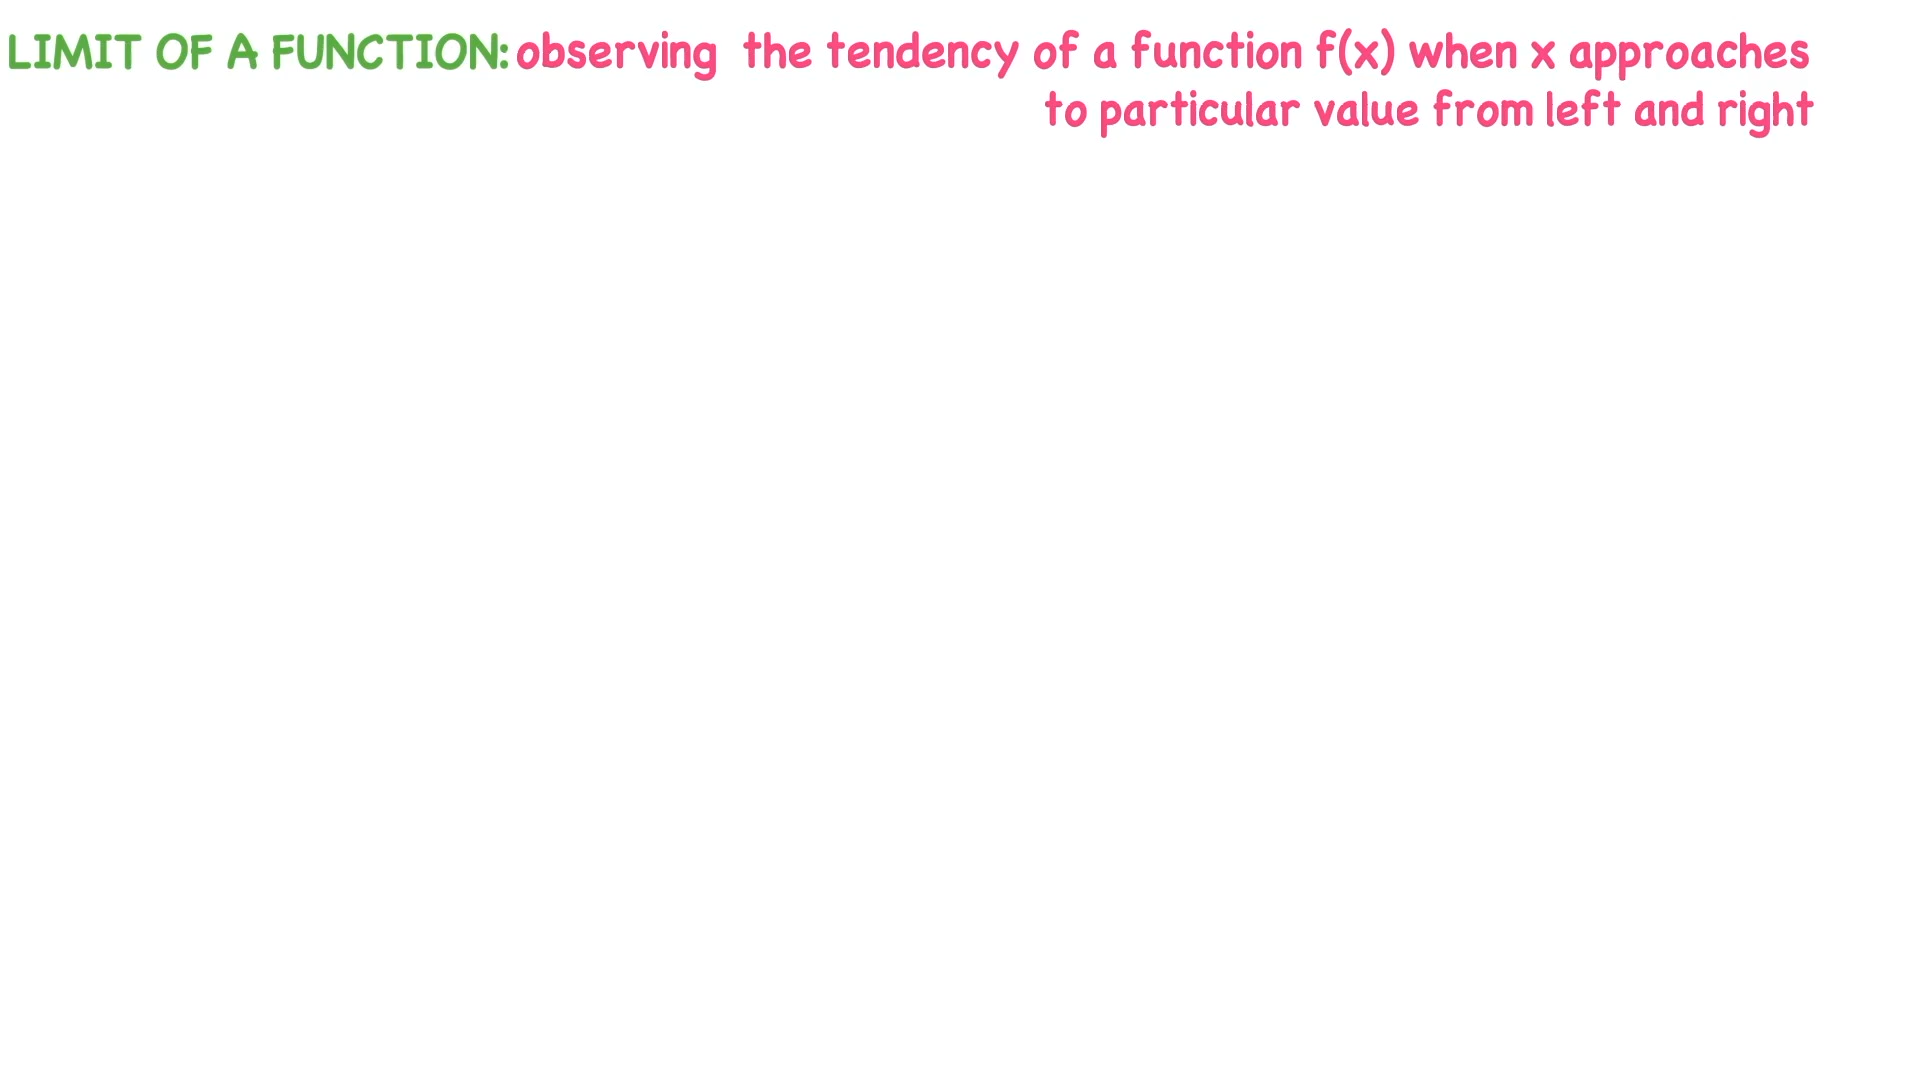 LIMIT OF A FUNCTION: observing the tendency of a function f(x) when x approaches
to particular value from left and right